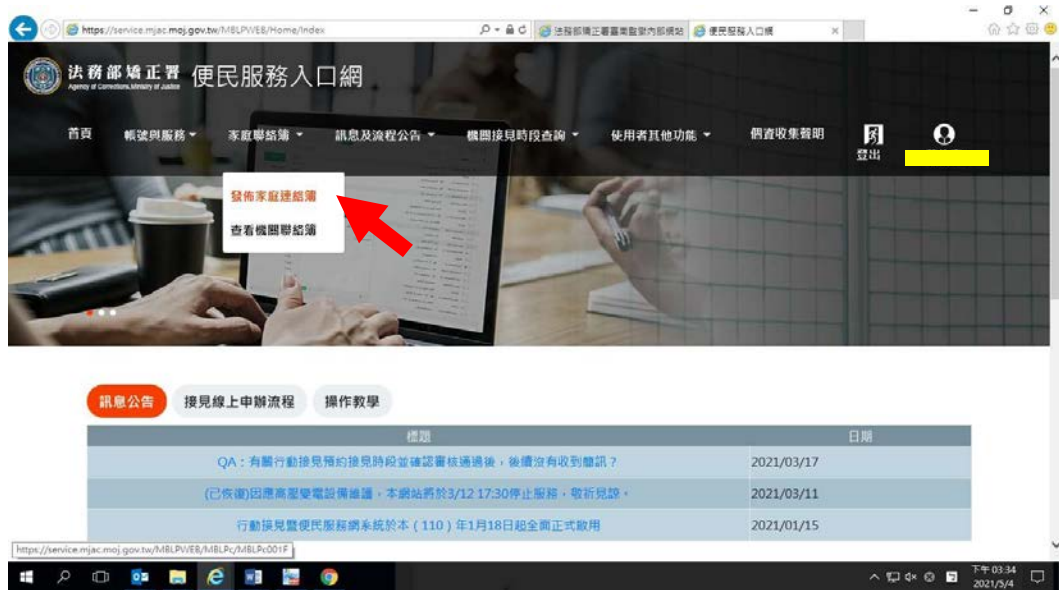 https://service.mjac.moj.gov.tw/MBLPWEB/Home/Index
法務部矯正署嘉南監獄內部網站
便民服務入口網
法務部矯正署 便民服務入口網
Agency of Corrections,Ministry of Justice
首頁 帳號與服務 家庭聯絡簿 訊息及流程公告 機關接見時段查詢 使用者其他功能 個資收集聲明 登出
發佈家庭連絡簿
查看機關聯絡簿
訊息公告 接見線上申辦流程 操作教學
標題 日期
QA：有關行動接見預約接見時段並確認審核通過後，後續沒有收到簡訊？ 2021/03/17
(已恢復)因應高壓變電設備維護，本網站將於3/12 17:30停止服務，敬祈見諒。 2021/03/11
行動接見暨便民服務網系統於本（110）年1月18日起全面正式啟用 2021/01/15
https://service.mjac.moj.gov.tw/MBLPWEB/MBLPc/MBLPc001F
下午 03:34
2021/5/4